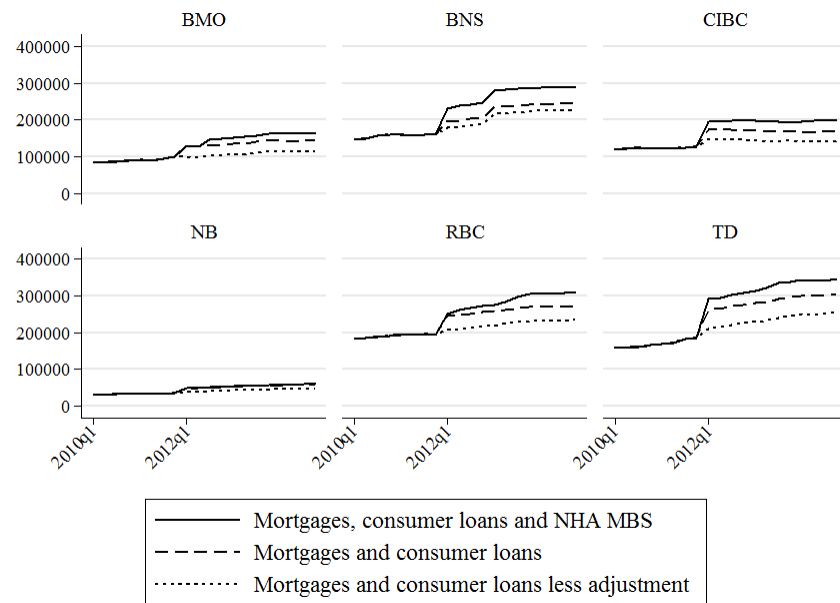 BMO BNS CIBC
400000
300000
200000
100000
0
NB RBC TD
400000
300000
200000
100000
0
2010q1 2012q1 2010q1 2012q1 2010q1 2012q1
Mortgages, consumer loans and NHA MBS
Mortgages and consumer loans
Mortgages and consumer loans less adjustment